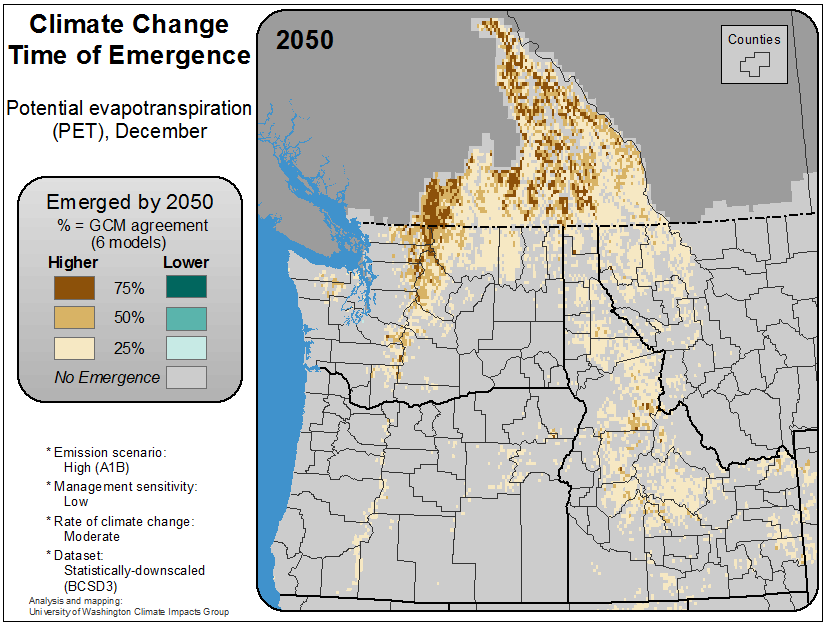 Climate Change
Time of Emergence
Potential evapotranspiration
(PET), December
Emerged by 2050
% = GCM agreement
(6 models)
Higher Lower
75%
50%
25%
No Emergence
* Emission scenario:
High (A1B)
* Management sensitivity:
Low
* Rate of climate change:
Moderate
* Dataset:
Statistically-downscaled
(BCSD3)
Analysis and mapping:
University of Washington Climate Impacts Group
2050
Counties